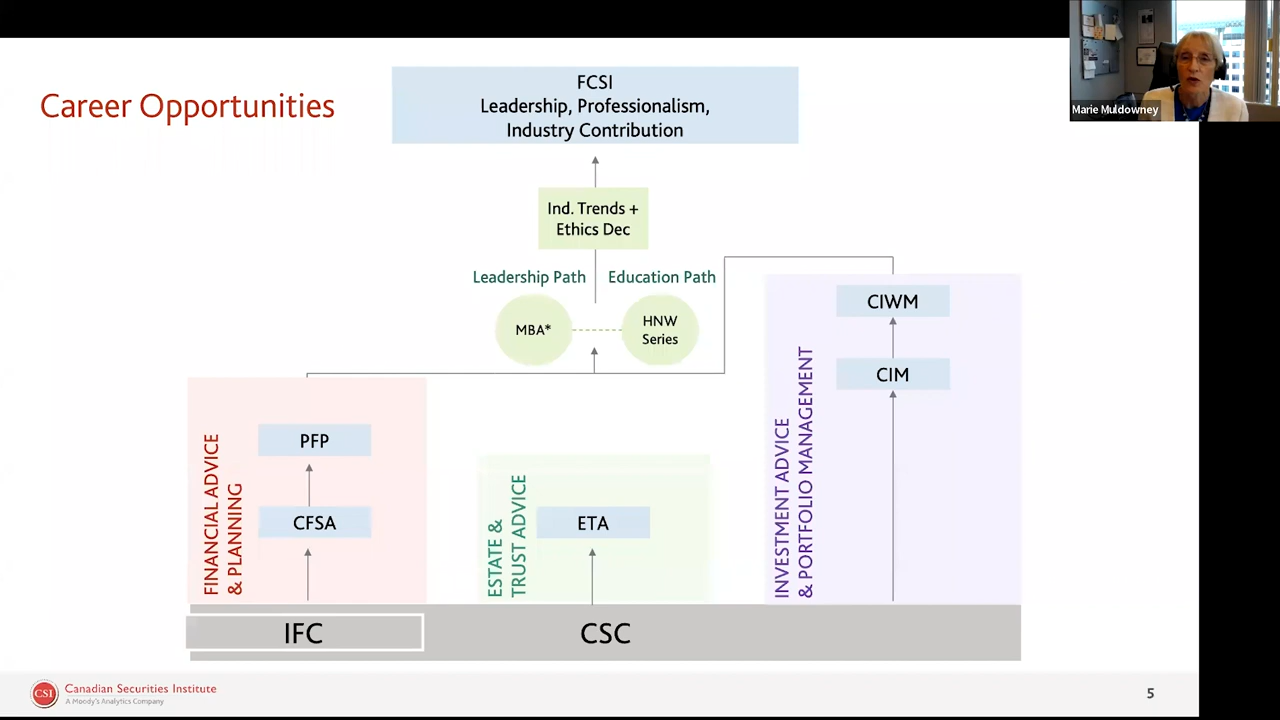 Career Opportunities
FCSI
Leadership, Professionalism,
Industry Contribution
Marie Muldowney
Ind. Trends +
Ethics Dec
Leadership Path
Education Path
MBA*
HNW
Series
FINANCIAL ADVICE
& PLANNING
PFP
CFSA
ESTATE &
TRUST ADVICE
ETA
INVESTMENT ADVICE
& PORTFOLIO MANAGEMENT
CIWM
CIM
IFC
CSC
CSI
Canadian Securities Institute
A Moody's Analytics Company
5